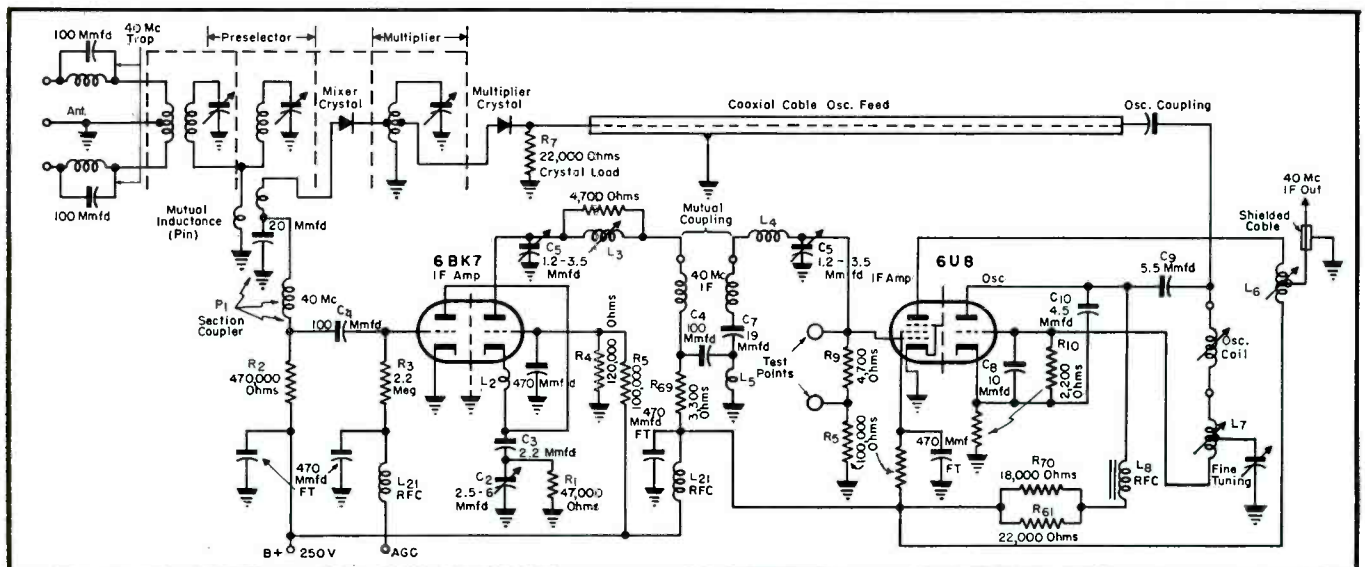 100 Mmfd
40 Mc
Trap
Preselector
Multiplier
Mixer
Crystal
Multiplier
Crystal
Coaxial Cable Osc. Feed
Osc. Coupling
Ant.
R7
22,000 Ohms
Crystal Load
100 Mmfd
Mutual
Inductance
(Pin)
20
Mmfd
4,700 Ohms
L3
Mutual
Coupling
L4
40 Mc
IF Out
Shielded
Cable
C5
1.2-3.5
Mmfd
C5
1.2-3.5
Mmfd
6BK7
IF Amp
IF Amp
6U8
Osc
C9
5.5 Mmfd
L6
P1
Section
Coupler
40 Mc
C4
100
Mmfd
40 Mc
IF
C4
100
Mmfd
C7
19
Mmfd
C10
4.5
Mmfd
Osc.
Coil
R2
470,000
Ohms
R3
2.2
Meg
L2
470 Mmfd
R4
120,000
Ohms
R5
100,000
Ohms
R69
3,300
Ohms
L5
Test
Points
R9
4,700
Ohms
C8
10
Mmfd
R10
2,200
Ohms
L7
470
Mmfd
FT
L21
RFC
C3
2.2 Mmfd
C2
2.5-6
Mmfd
R1
47,000
Ohms
470
Mmfd
FT
L21
RFC
R5
100,000
Ohms
470 Mmf
FT
R70
18,000 Ohms
R61
22,000 Ohms
L8
RFC
Fine
Tuning
B+
250 V
AGC